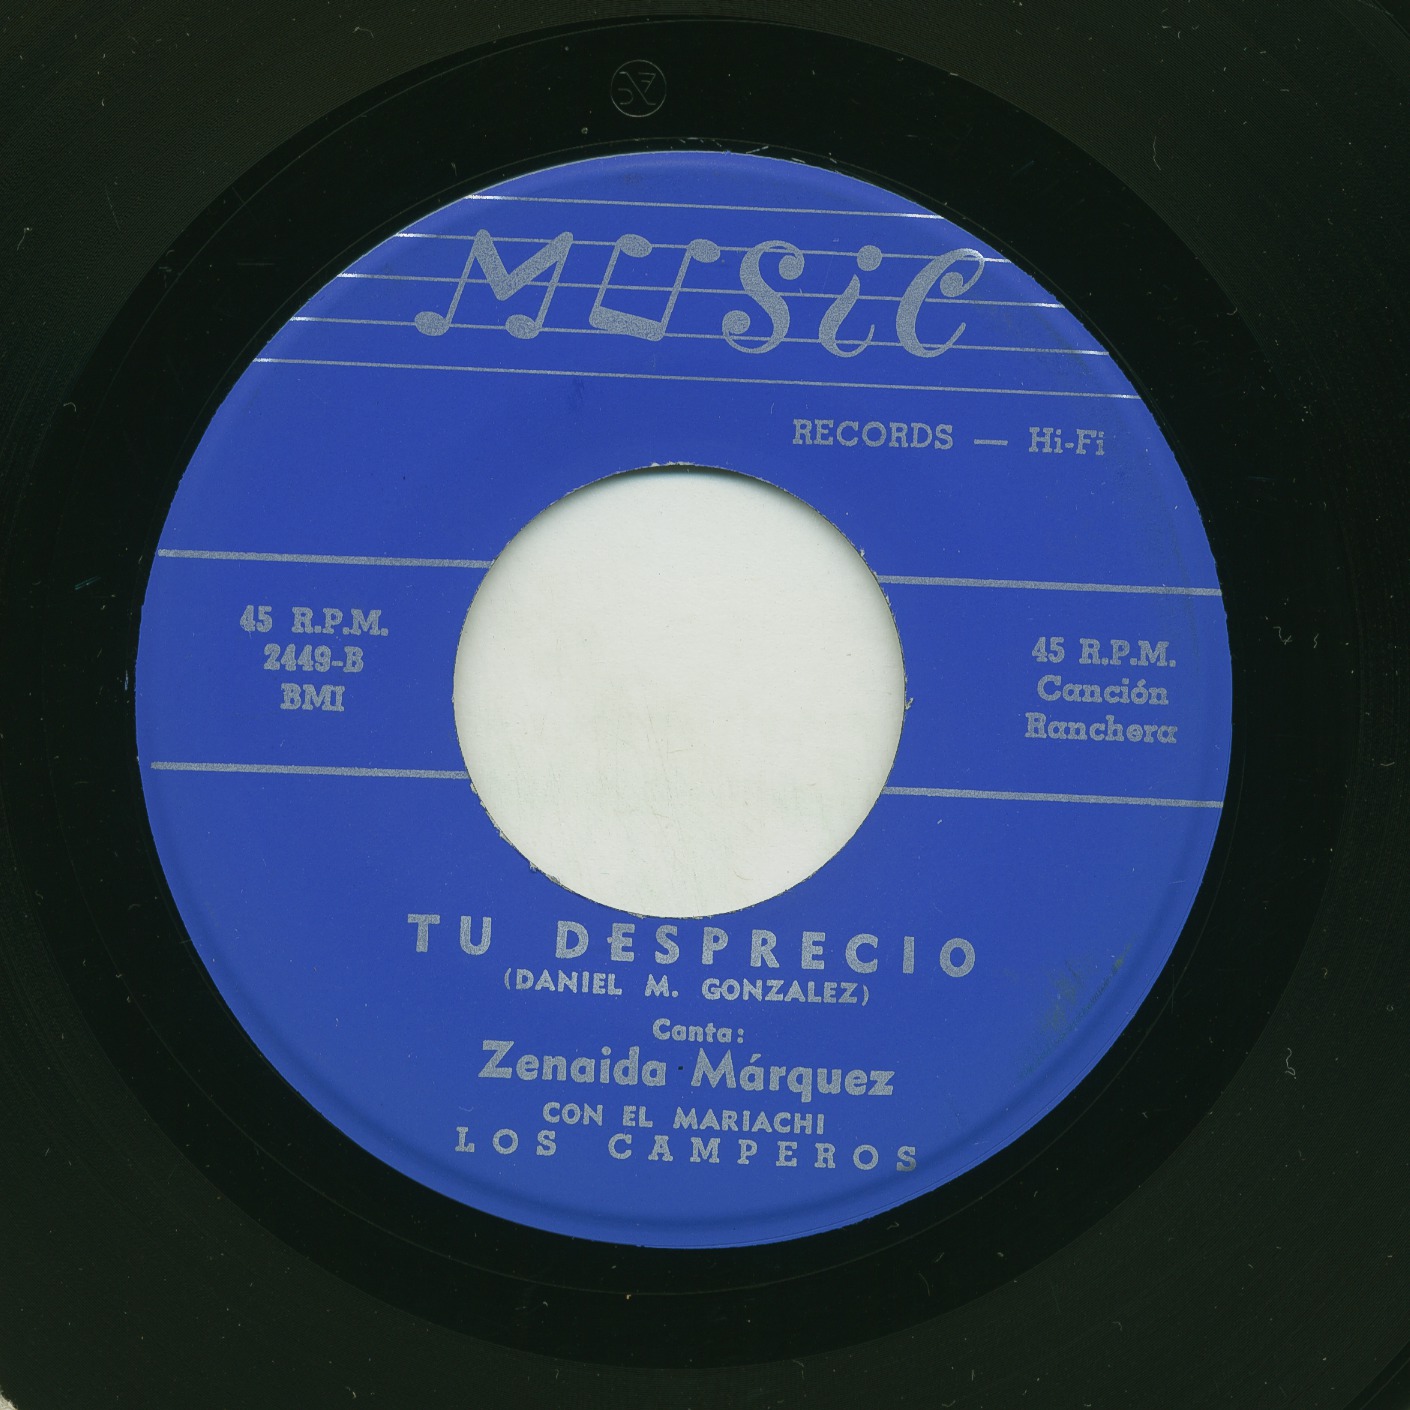 MUSiC
RECORDS — Hi-Fi
45 R.P.M.
2449-B
BMI
45 R.P.M.
Canción
Ranchera
TU DESPRECIO
(DANIEL M. GONZALEZ)
Canta:
Zenaida Márquez
CON EL MARIACHI
LOS CAMPEROS